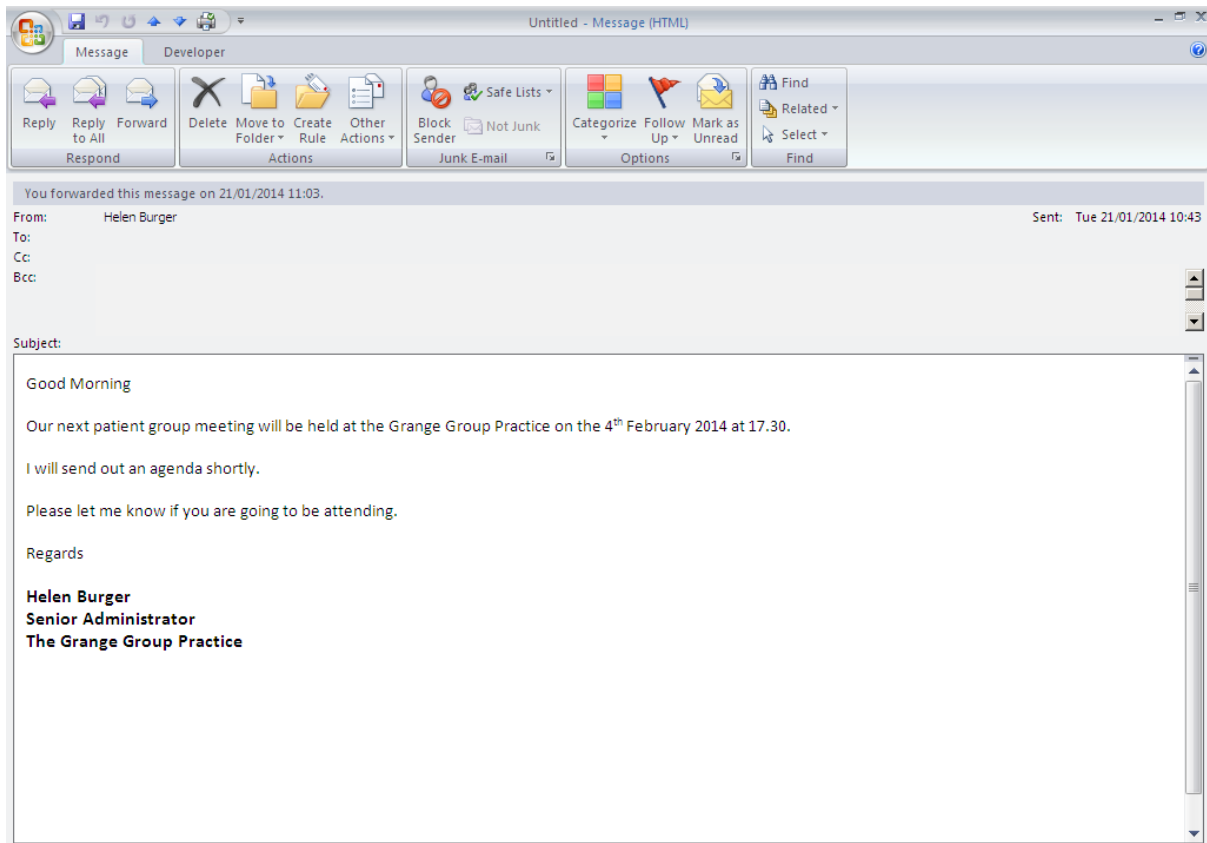 Untitled - Message (HTML)
Message Developer
Reply Reply to All Forward Delete Move to Folder Create Rule Other Actions Block Sender Safe Lists Not Junk Categorize Follow Up Mark as Unread Find Related Select
Respond Actions Junk E-mail Options Find
You forwarded this message on 21/01/2014 11:03.
From: Helen Burger Sent: Tue 21/01/2014 10:43
To:
Cc:
Bcc:
Subject:
Good Morning
Our next patient group meeting will be held at the Grange Group Practice on the 4th February 2014 at 17.30.
I will send out an agenda shortly.
Please let me know if you are going to be attending.
Regards
Helen Burger
Senior Administrator
The Grange Group Practice